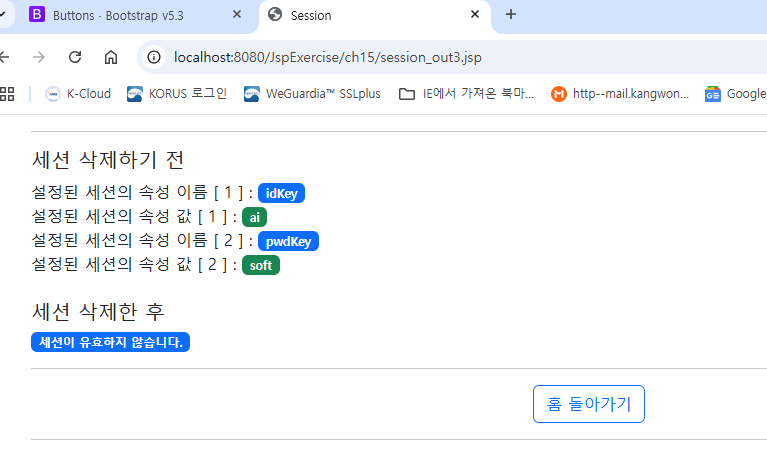 Buttons · Bootstrap v5.3
Session
localhost:8080/JspExercise/ch15/session_out3.jsp
K-Cloud
KORUS 로그인
WeGuardia™ SSLplus
IE에서 가져온 북마...
http--mail.kangwon...
Google
세션 삭제하기 전
설정된 세션의 속성 이름 [ 1 ] : idKey
설정된 세션의 속성 값 [ 1 ] : ai
설정된 세션의 속성 이름 [ 2 ] : pwdKey
설정된 세션의 속성 값 [ 2 ] : soft
세션 삭제한 후
세션이 유효하지 않습니다.
홈 돌아가기